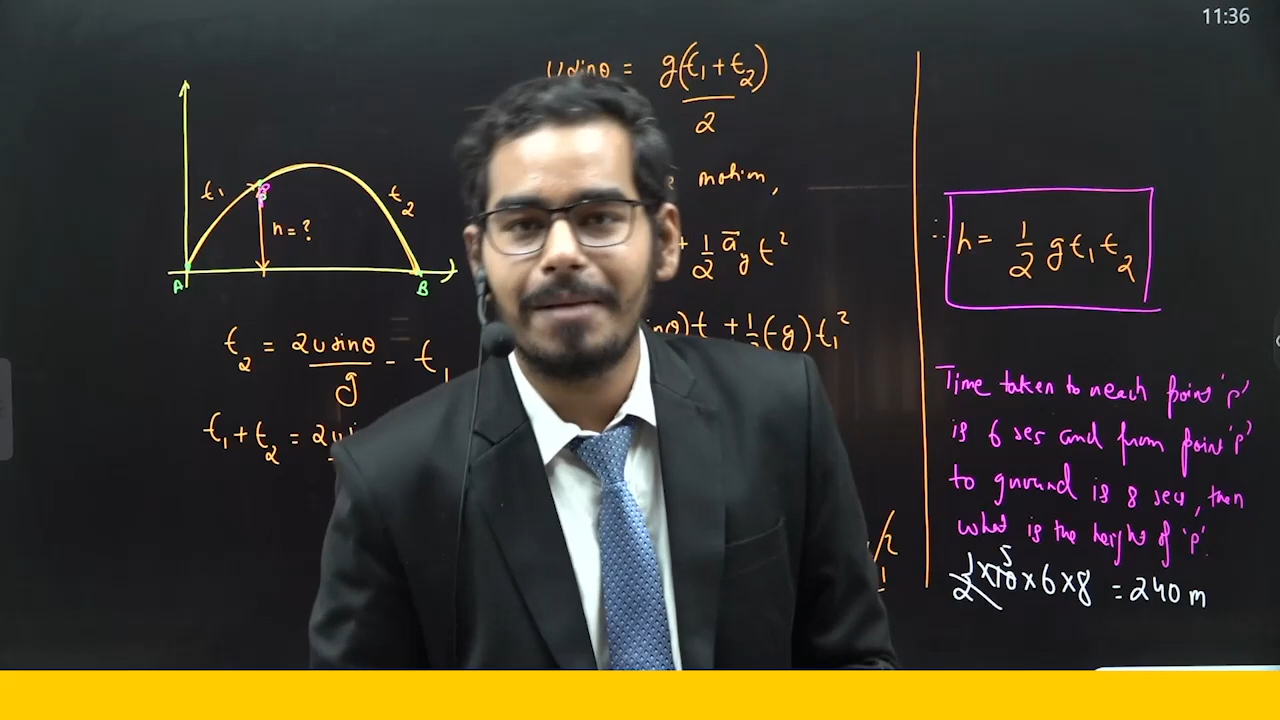 11:36
u sinθ = g(t₁ + t₂)
2
motion,
t₁
P
t₂
h = ?
A
B
+ 1/2 a̅y t²
∴ h = 1/2 g t₁ t₂
t₂ = 2u sinθ/g - t₁
inθ)t + 1/2 (-g) t₁²
t₁ + t₂ =
Time taken to reach point 'P'
is 6 sec and from point 'P'
to ground is 8 sec, then
what is the height of 'P'.
1/2 × 10 × 6 × 8 = 240 m
5